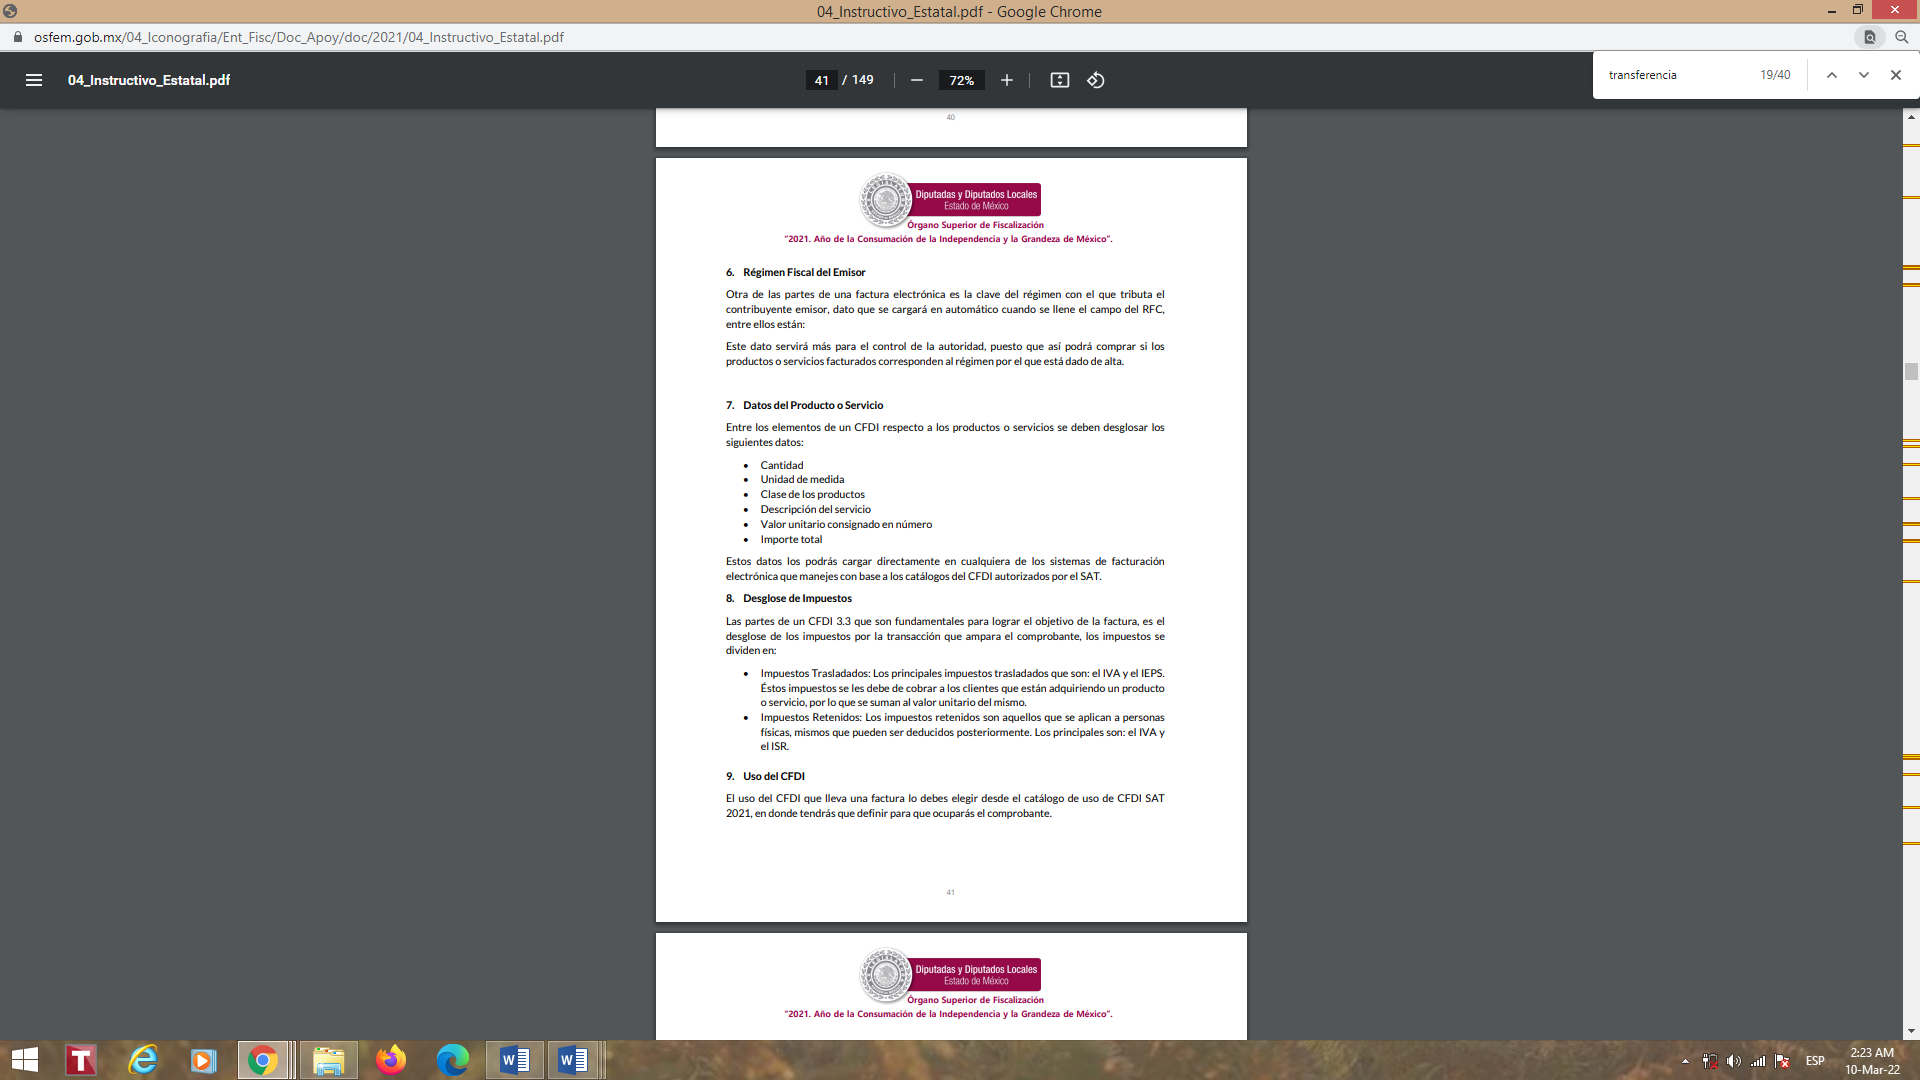 04_Instructivo_Estatal.pdf - Google Chrome
osfem.gob.mx/04_Iconografia/Ent_Fisc/Doc_Apoy/doc/2021/04_Instructivo_Estatal.pdf
04_Instructivo_Estatal.pdf
41 / 149
72%
transferencia 19/40
40
Diputadas y Diputados Locales
Estado de México
Órgano Superior de Fiscalización
"2021. Año de la Consumación de la Independencia y la Grandeza de México".
6. Régimen Fiscal del Emisor
Otra de las partes de una factura electrónica es la clave del régimen con el que tributa el
contribuyente emisor, dato que se cargará en automático cuando se llene el campo del RFC,
entre ellos están:
Este dato servirá más para el control de la autoridad, puesto que así podrá comprar si los
productos o servicios facturados corresponden al régimen por el que está dado de alta.
7. Datos del Producto o Servicio
Entre los elementos de un CFDI respecto a los productos o servicios se deben desglosar los
siguientes datos:
• Cantidad
• Unidad de medida
• Clase de los productos
• Descripción del servicio
• Valor unitario consignado en número
• Importe total
Estos datos los podrás cargar directamente en cualquiera de los sistemas de facturación
electrónica que manejes con base a los catálogos del CFDI autorizados por el SAT.
8. Desglose de Impuestos
Las partes de un CFDI 3.3 que son fundamentales para lograr el objetivo de la factura, es el
desglose de los impuestos por la transacción que ampara el comprobante, los impuestos se
dividen en:
• Impuestos Trasladados: Los principales impuestos trasladados que son: el IVA y el IEPS.
Éstos impuestos se les debe de cobrar a los clientes que están adquiriendo un producto
o servicio, por lo que se suman al valor unitario del mismo.
• Impuestos Retenidos: Los impuestos retenidos son aquellos que se aplican a personas
físicas, mismos que pueden ser deducidos posteriormente. Los principales son: el IVA y
el ISR.
9. Uso del CFDI
El uso del CFDI que lleva una factura lo debes elegir desde el catálogo de uso de CFDI SAT
2021, en donde tendrás que definir para que ocuparás el comprobante.
41
Diputadas y Diputados Locales
Estado de México
Órgano Superior de Fiscalización
"2021. Año de la Consumación de la Independencia y la Grandeza de México".
ESP
2:23 AM
10-Mar-22